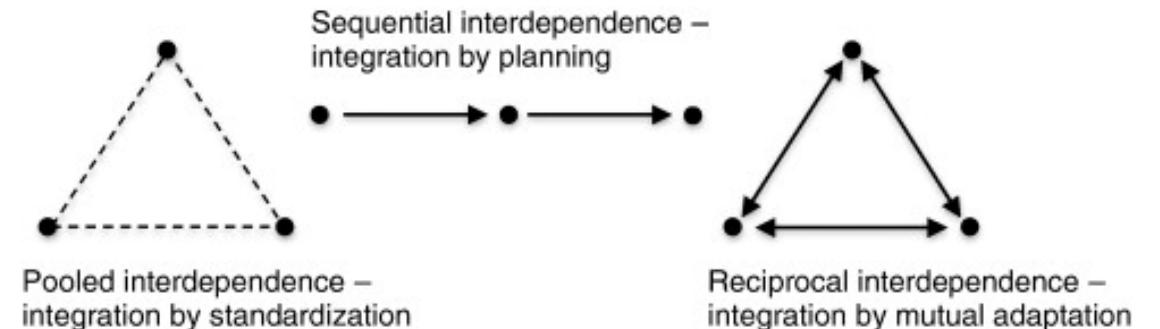 Sequential interdependence –
integration by planning
Pooled interdependence –
integration by standardization
Reciprocal interdependence –
integration by mutual adaptation